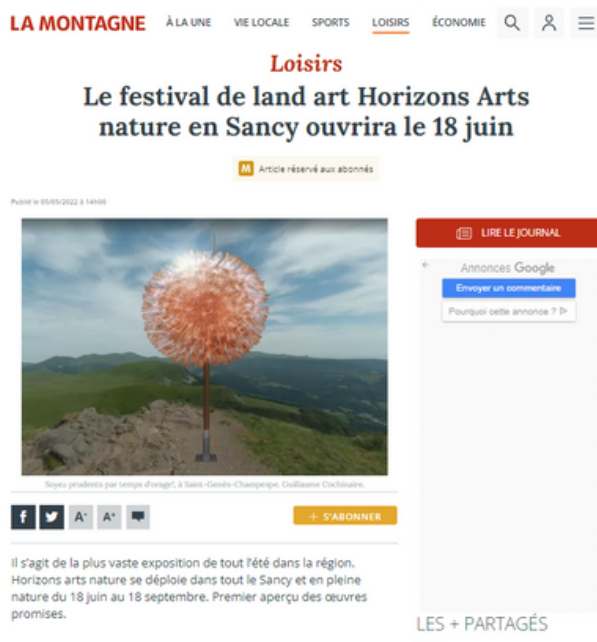 LA MONTAGNE À LA UNE VIE LOCALE SPORTS LOISIRS ÉCONOMIE
Loisirs
Le festival de land art Horizons Arts
nature en Sancy ouvrira le 18 juin
M Article réservé aux abonnés
Publié le 05/05/2022 à 14h00
LIRE LE JOURNAL
Annonces Google
Envoyer un commentaire
Pourquoi cette annonce ?
Soyez prudents par temps d'orage!, à Saint-Genès-Champespe. Guillaume Cochinaire.
f A- A+
+ S'ABONNER
Il s'agit de la plus vaste exposition de tout l'été dans la région.
Horizons arts nature se déploie dans tout le Sancy et en pleine
nature du 18 juin au 18 septembre. Premier aperçu des œuvres
promises.
LES + PARTAGÉS